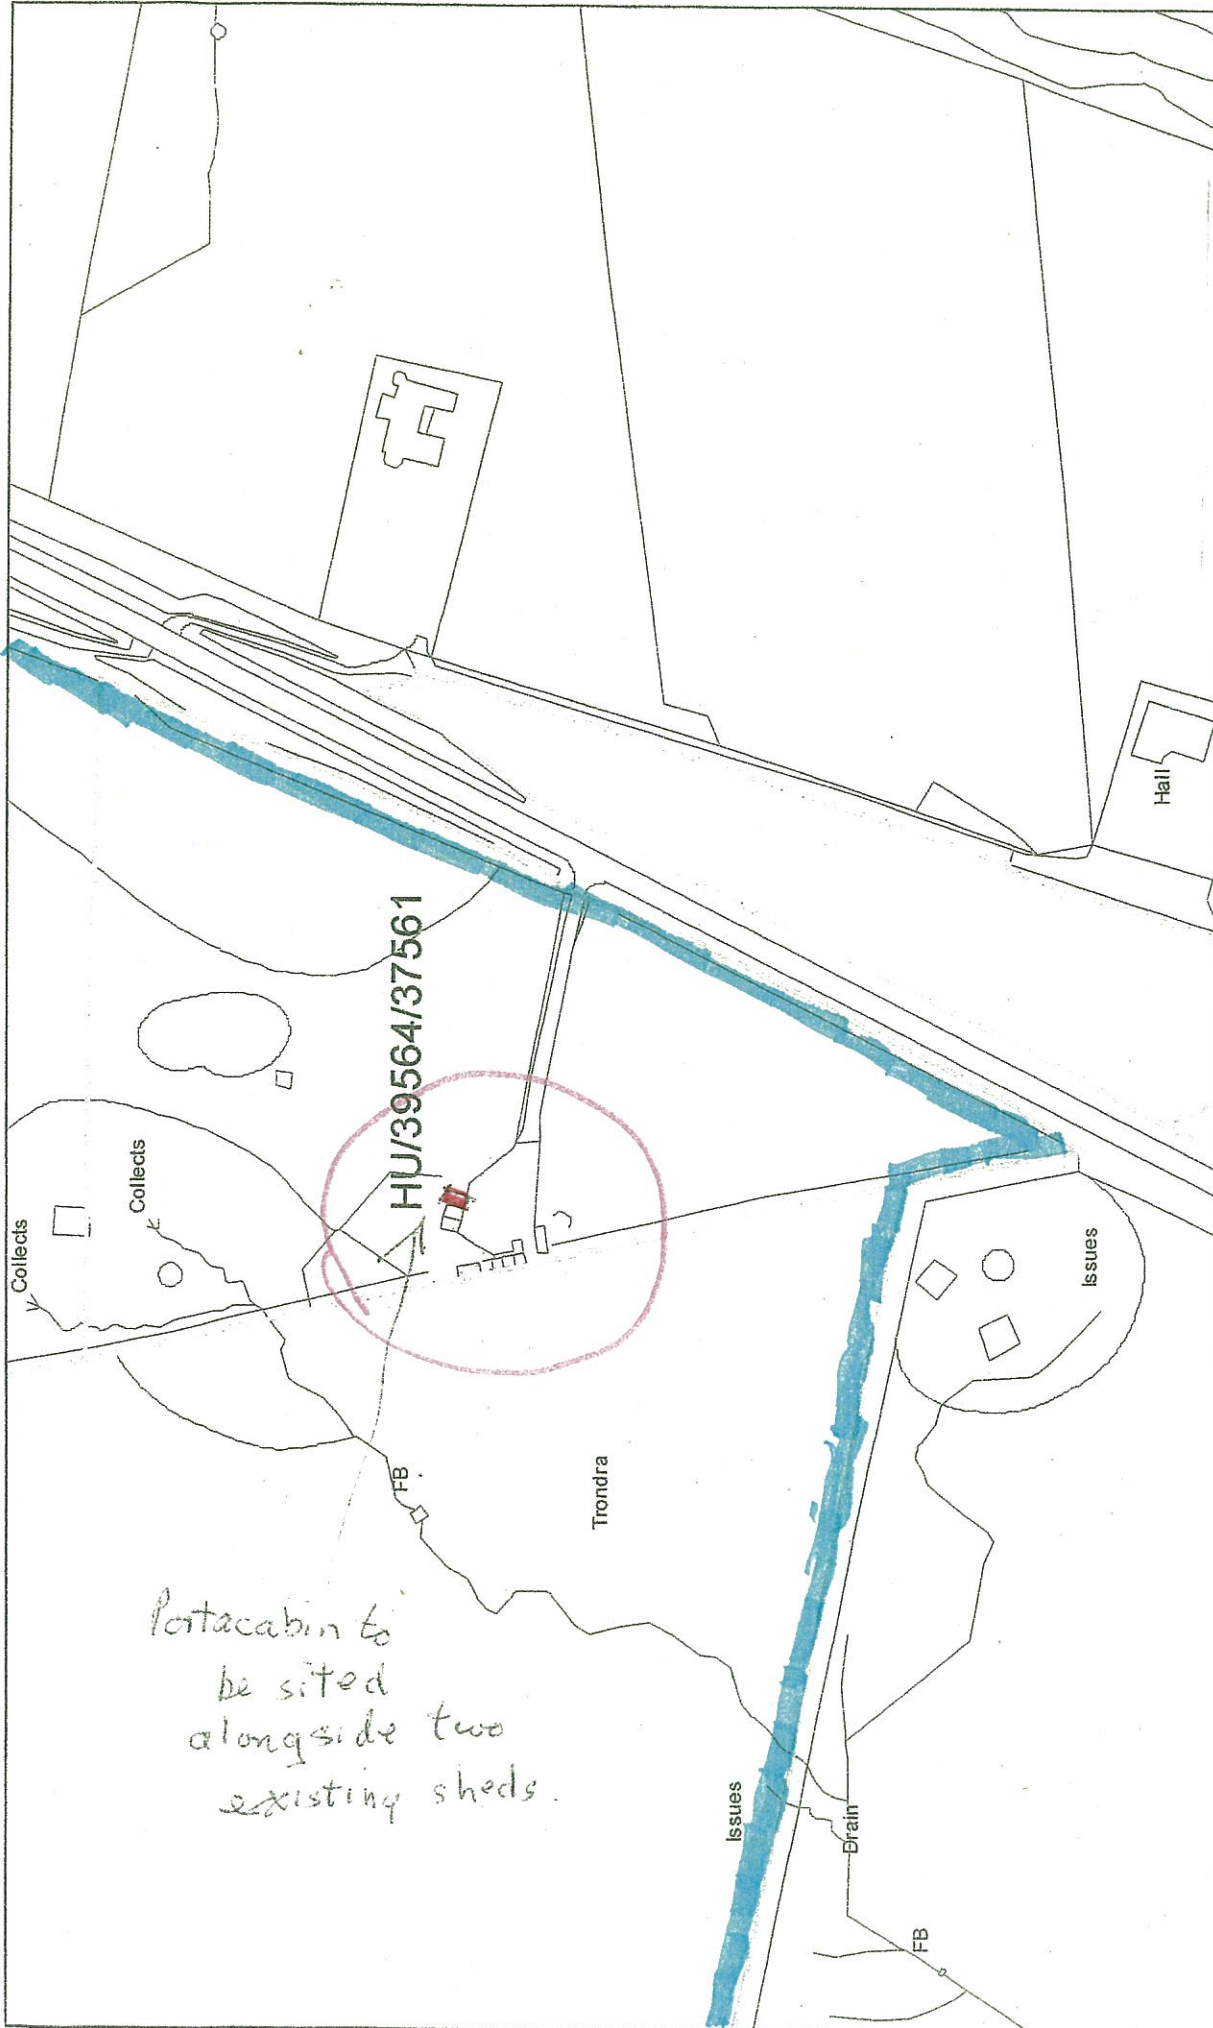 Collects
Collects
HU/39564/37561
Hall
Issues
FB
Trondra
Portacabin to
be sited
alongside two
existing sheds.
Issues
Drain
FB